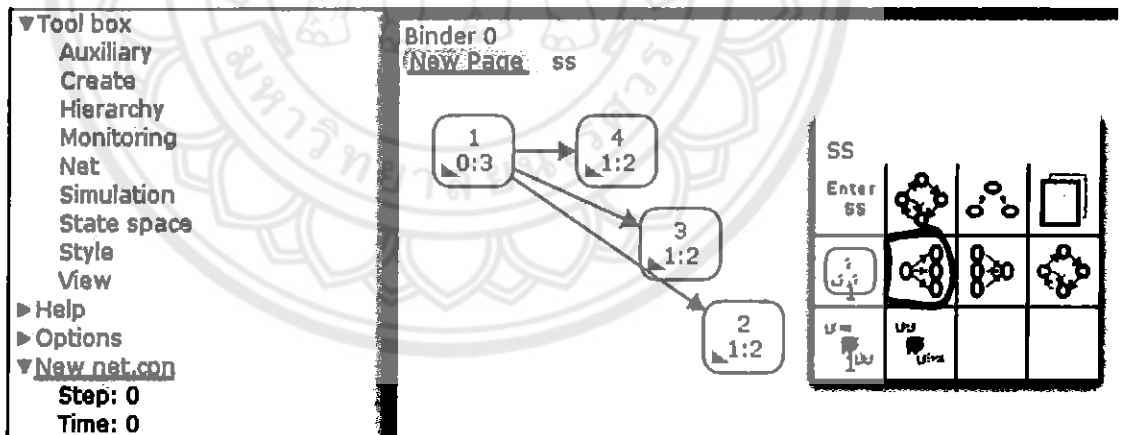 Tool box
Auxiliary
Create
Hierarchy
Monitoring
Net
Simulation
State space
Style
View
Help
Options
New net.cpn
Step: 0
Time: 0
Binder 0
New Page ss
1
0:3
4
1:2
3
1:2
2
1:2
SS
Enter
SS